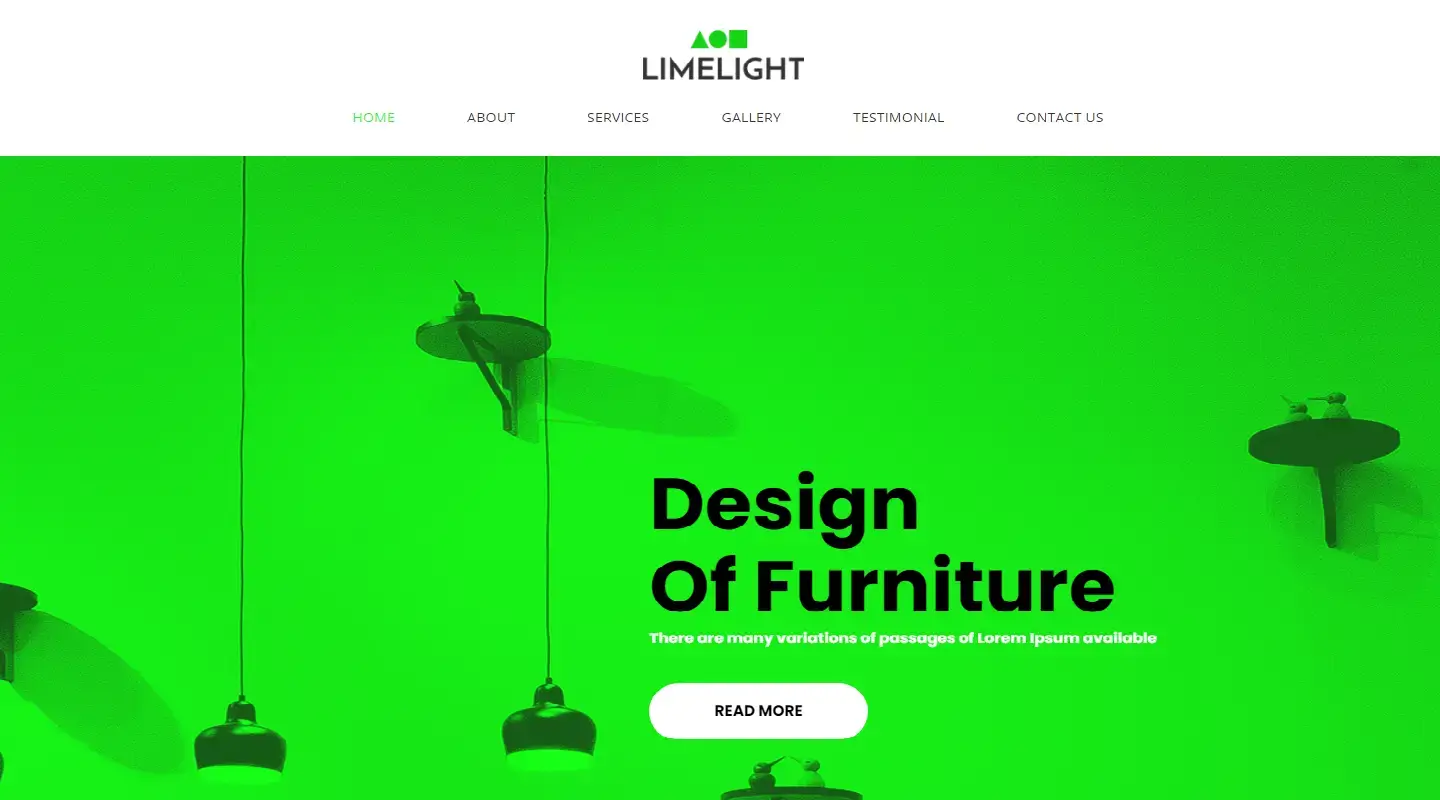 LIMELIGHT
HOME ABOUT SERVICES GALLERY TESTIMONIAL CONTACT US
Design
Of Furniture
There are many variations of passages of Lorem Ipsum available
READ MORE